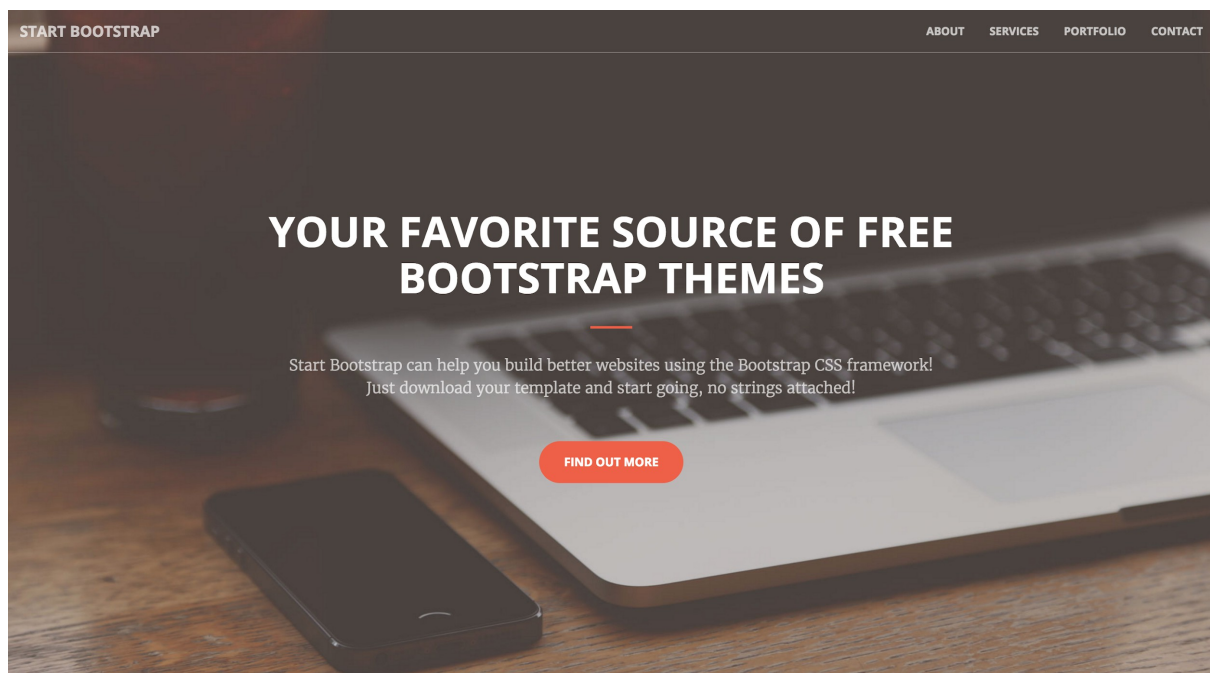 START BOOTSTRAP
ABOUT SERVICES PORTFOLIO CONTACT
YOUR FAVORITE SOURCE OF FREE
BOOTSTRAP THEMES
Start Bootstrap can help you build better websites using the Bootstrap CSS framework!
Just download your template and start going, no strings attached!
FIND OUT MORE